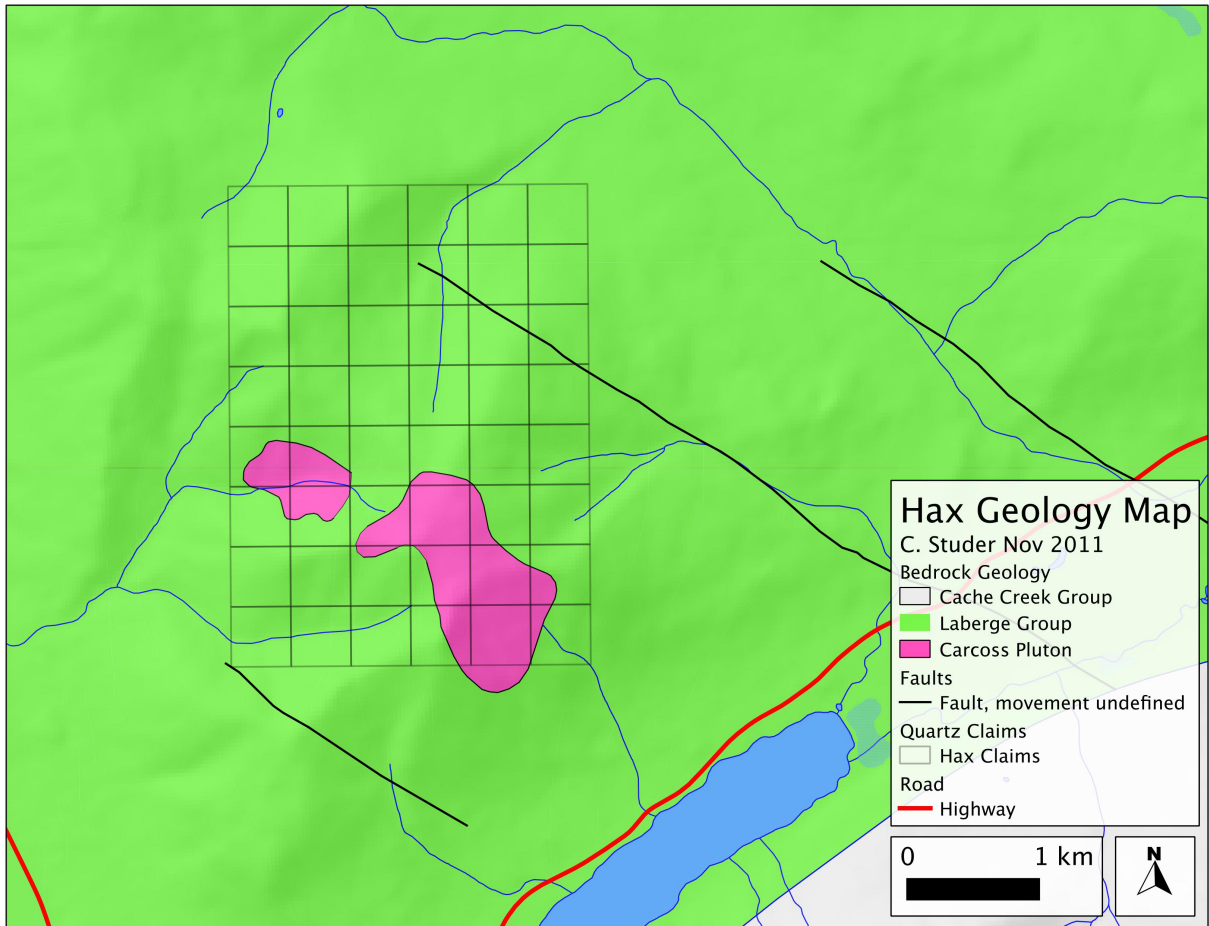 Hax Geology Map
C. Studer Nov 2011
Bedrock Geology
Cache Creek Group
Laberge Group
Carcoss Pluton
Faults
Fault, movement undefined
Quartz Claims
Hax Claims
Road
Highway
0 1 km
N